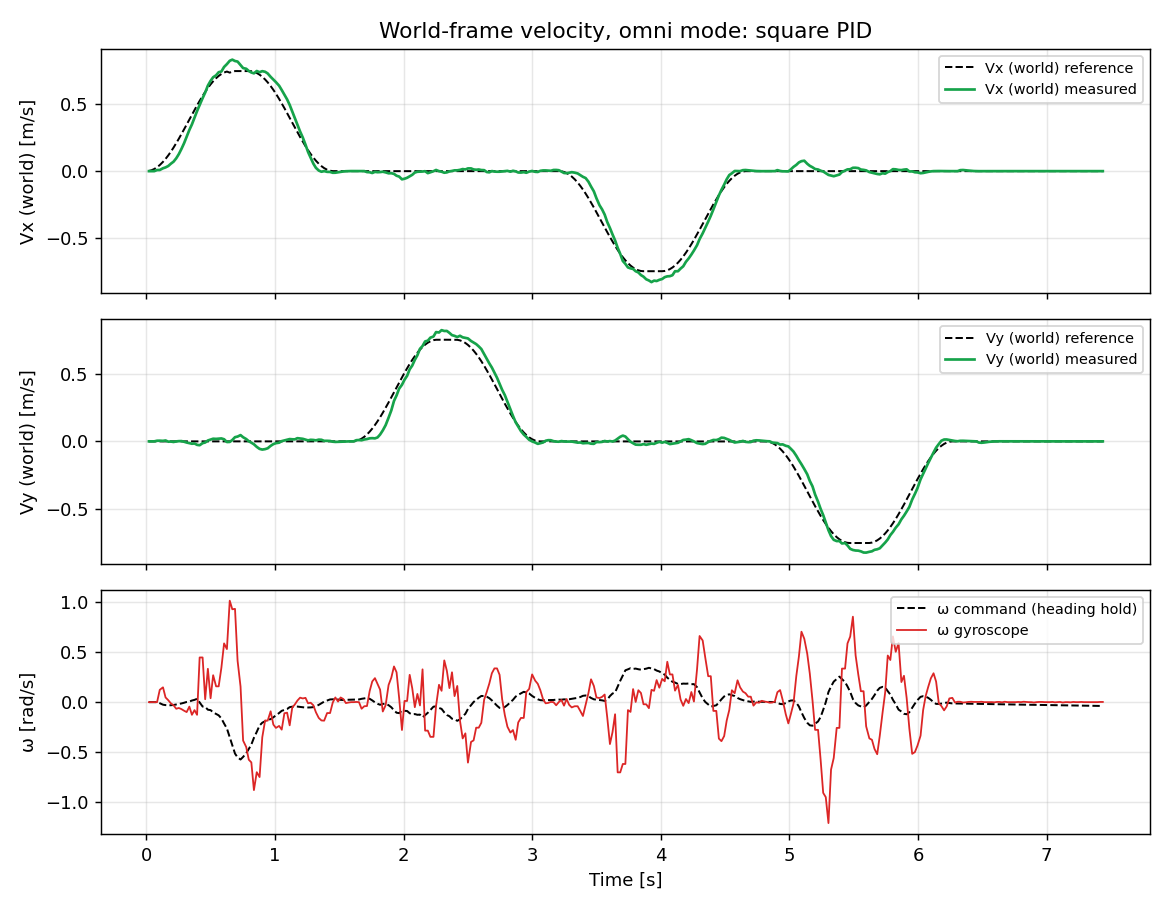 World-frame velocity, omni mode: square PID
Vx (world) [m/s]
0.5
0.0
−0.5
Vx (world) reference
Vx (world) measured
Vy (world) [m/s]
0.5
0.0
−0.5
Vy (world) reference
Vy (world) measured
ω [rad/s]
1.0
0.5
0.0
−0.5
−1.0
ω command (heading hold)
ω gyroscope
0 1 2 3 4 5 6 7
Time [s]